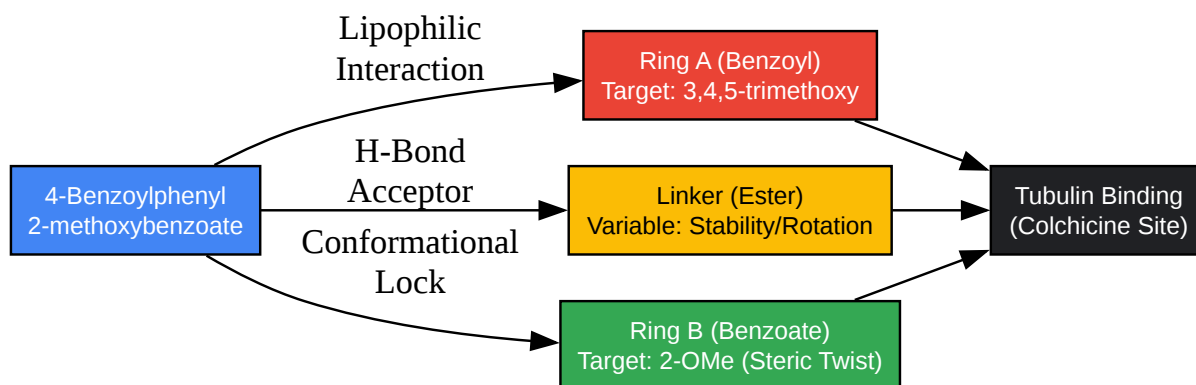 Lipophilic
Interaction
Ring A (Benzoyl)
Target: 3,4,5-trimethoxy
4-Benzoylphenyl
2-methoxybenzoate
H-Bond
Acceptor
Linker (Ester)
Variable: Stability/Rotation
Tubulin Binding
(Colchicine Site)
Conformational
Lock
Ring B (Benzoate)
Target: 2-OMe (Steric Twist)